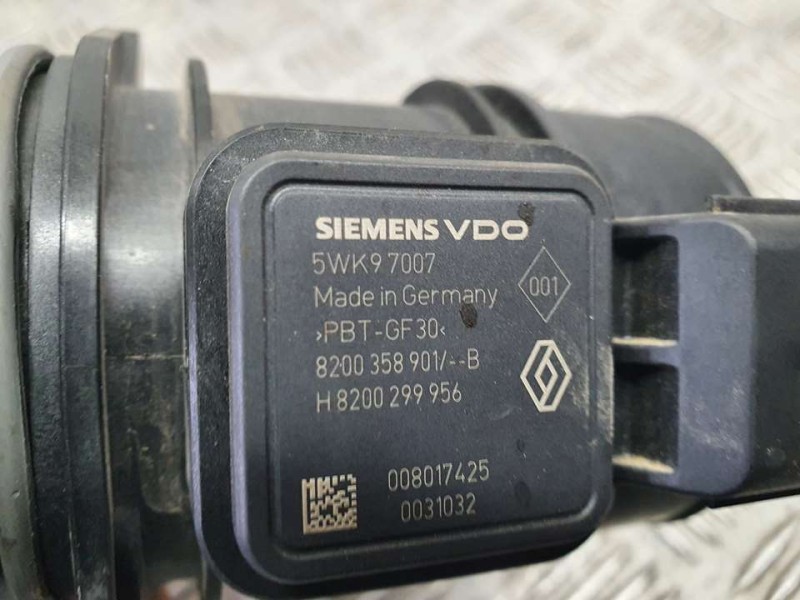 SIEMENS VDO
5WK9 7007
Made in Germany
001
>PBT-GF30<
8200 358 901/--B
H 8200 299 956
008017425
0031032